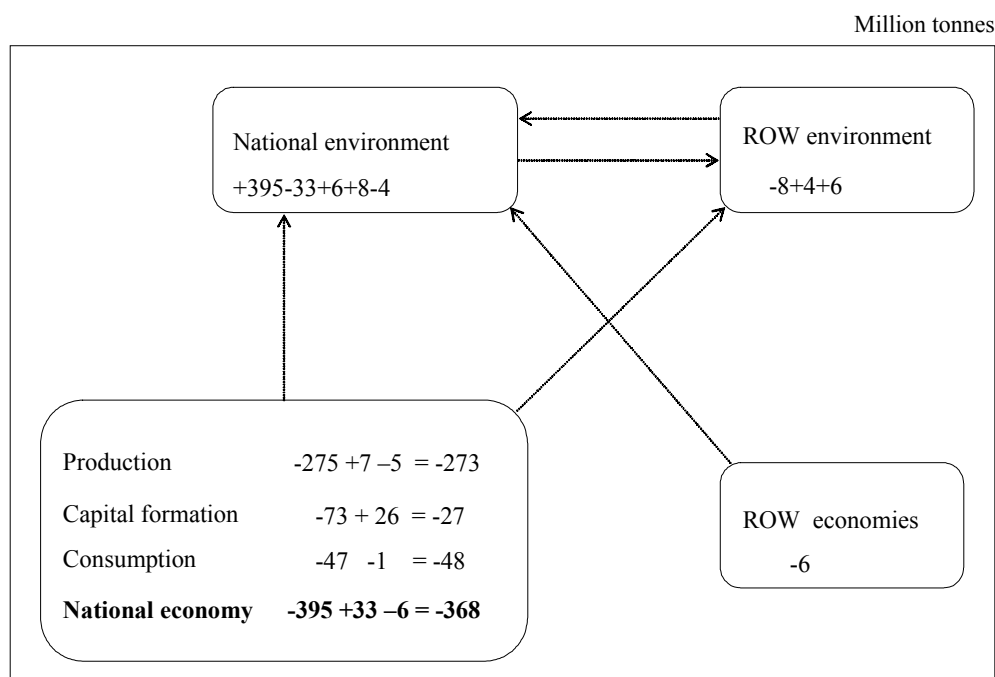 Million tonnes
National environment
+395-33+6+8-4
ROW environment
-8+4+6
Production -275 +7 –5 = -273
Capital formation -73 + 26 = -27
Consumption -47 -1 = -48
National economy -395 +33 –6 = -368
ROW economies
-6